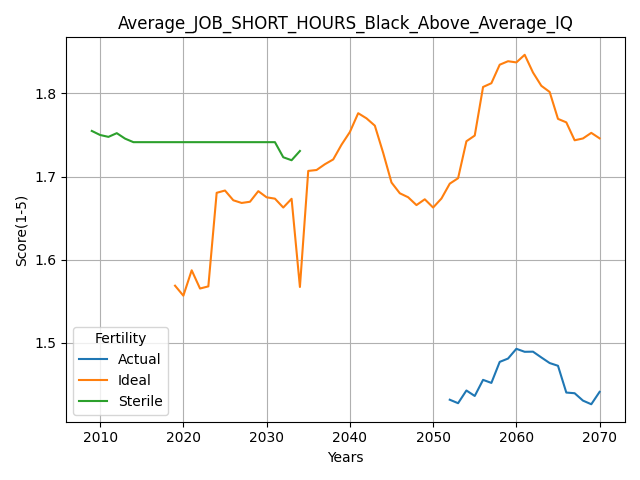 Average_JOB_SHORT_HOURS_Black_Above_Average_IQ
Score(1-5)
1.8
1.7
1.6
1.5
Fertility
Actual
Ideal
Sterile
2010 2020 2030 2040 2050 2060 2070
Years